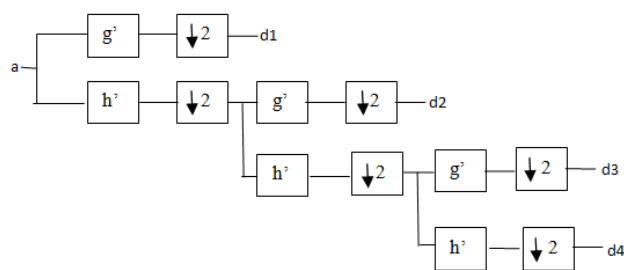 g’ 2 d1
a
h’ 2 g’ 2 d2
h’ 2 g’ 2 d3
h’ 2 d4